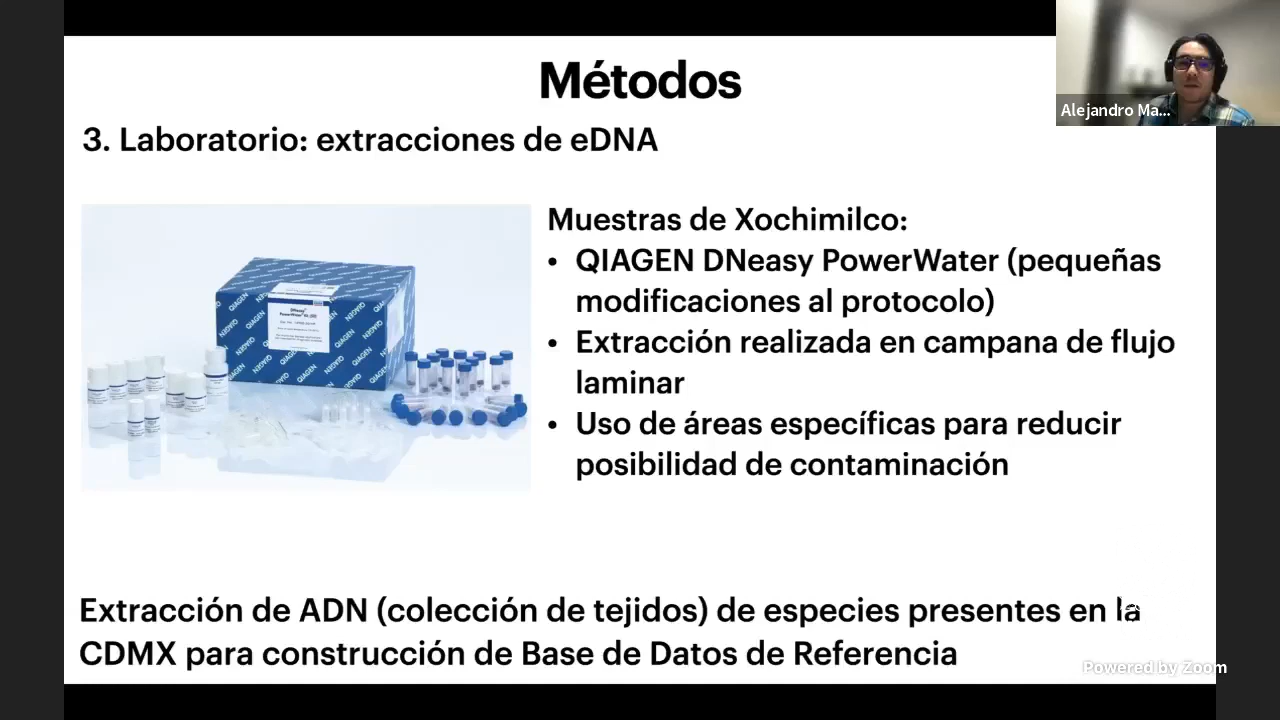 Métodos
Alejandro Ma...
3. Laboratorio: extracciones de eDNA
Muestras de Xochimilco:
• QIAGEN DNeasy PowerWater (pequeñas
modificaciones al protocolo)
• Extracción realizada en campana de flujo
laminar
• Uso de áreas específicas para reducir
posibilidad de contaminación
QIAGEN
DNeasy
PowerWater
Extracción de ADN (colección de tejidos) de especies presentes en la
CDMX para construcción de Base de Datos de Referencia
Powered by Zoom